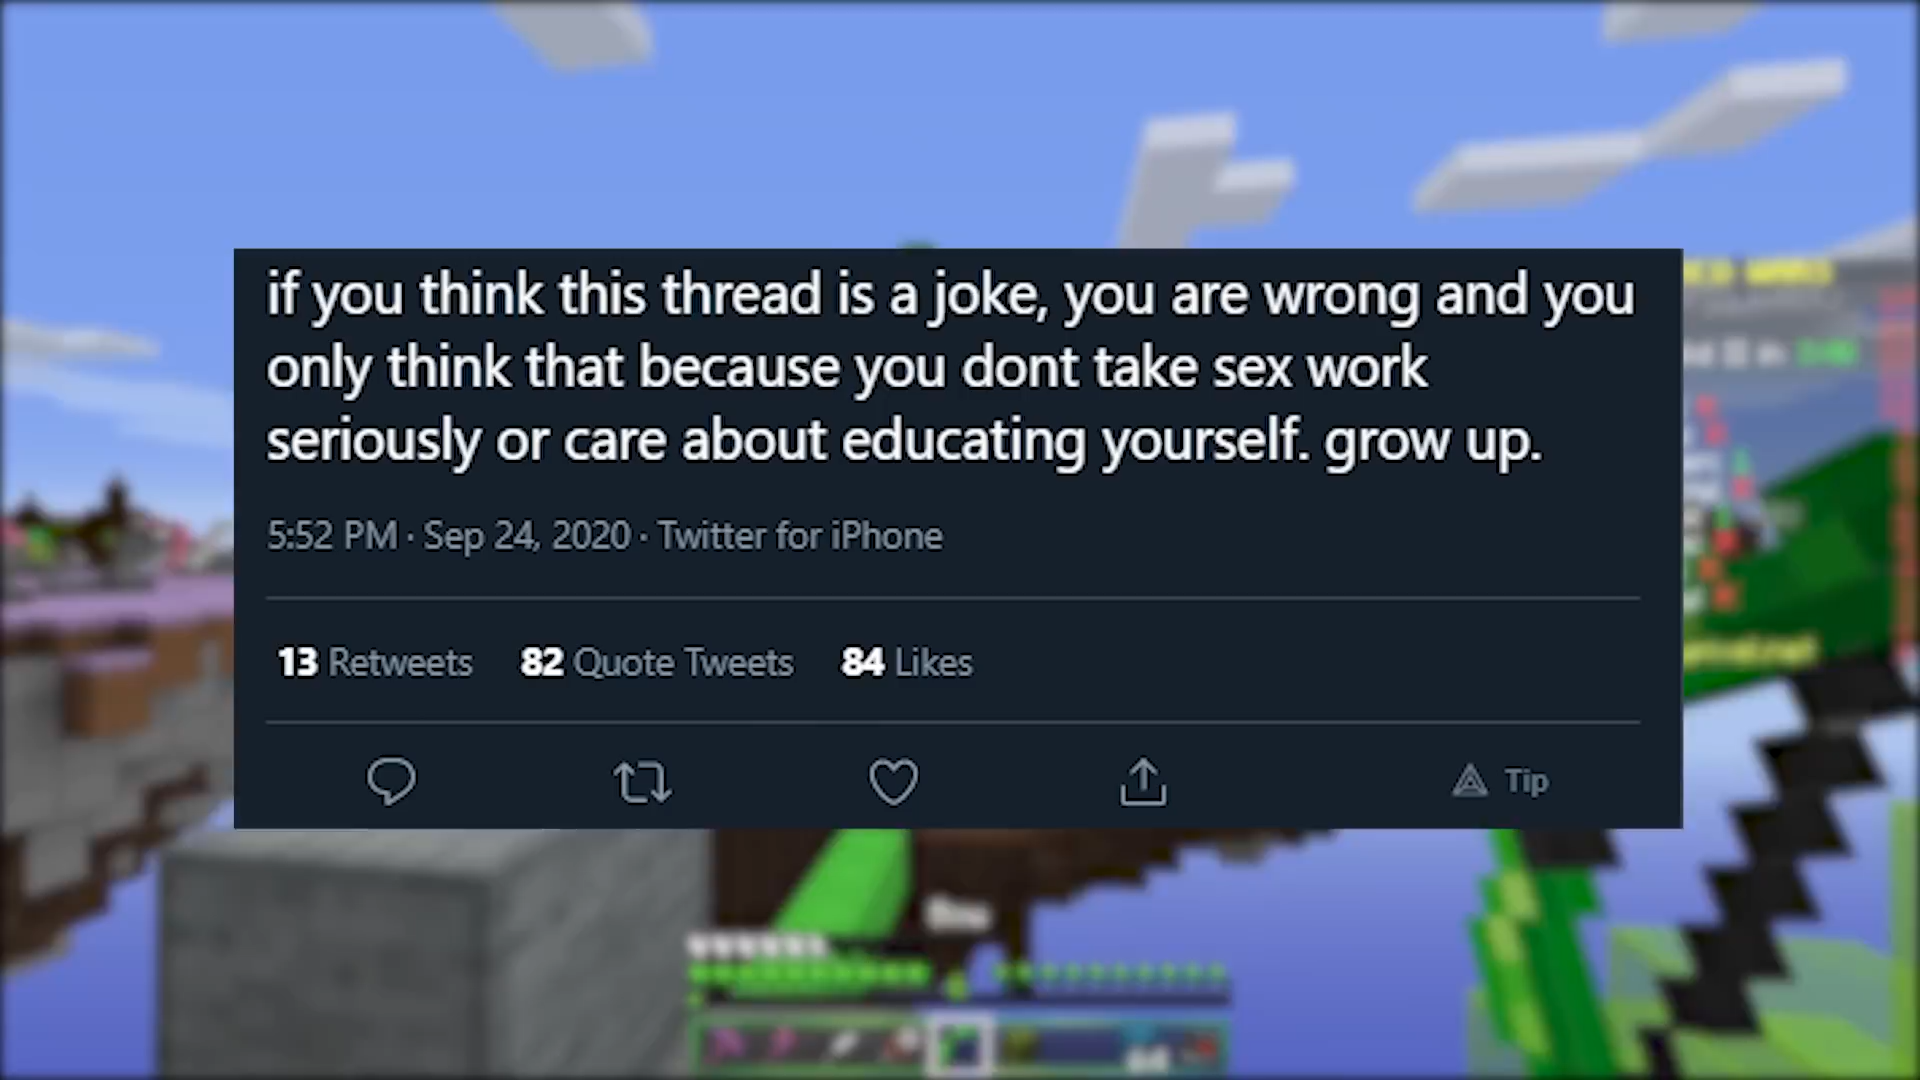 if you think this thread is a joke, you are wrong and you
only think that because you dont take sex work
seriously or care about educating yourself. grow up.
5:52 PM · Sep 24, 2020 · Twitter for iPhone
13 Retweets 82 Quote Tweets 84 Likes
Tip